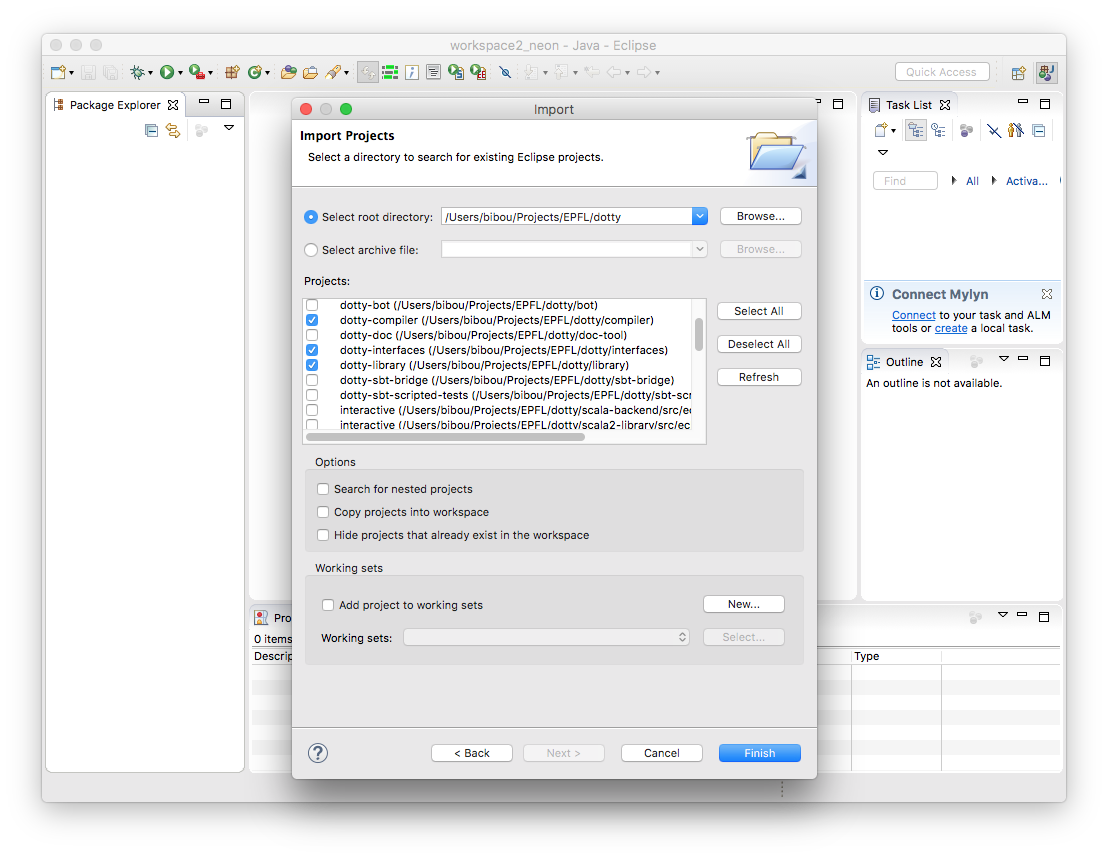 workspace2_neon - Java - Eclipse
Quick Access
Package Explorer
Import
Import Projects
Select a directory to search for existing Eclipse projects.
Select root directory:
/Users/bibou/Projects/EPFL/dotty
Browse...
Select archive file:
Browse...
Projects:
dotty-bot (/Users/bibou/Projects/EPFL/dotty/bot)
dotty-compiler (/Users/bibou/Projects/EPFL/dotty/compiler)
dotty-doc (/Users/bibou/Projects/EPFL/dotty/doc-tool)
dotty-interfaces (/Users/bibou/Projects/EPFL/dotty/interfaces)
dotty-library (/Users/bibou/Projects/EPFL/dotty/library)
dotty-sbt-bridge (/Users/bibou/Projects/EPFL/dotty/sbt-bridge)
dotty-sbt-scripted-tests (/Users/bibou/Projects/EPFL/dotty/sbt-scr
interactive (/Users/bibou/Projects/EPFL/dotty/scala-backend/src/ec
interactive (/Users/bibou/Projects/EPFL/dotty/scala2-library/src/ec
Select All
Deselect All
Refresh
Options
Search for nested projects
Copy projects into workspace
Hide projects that already exist in the workspace
Working sets
Add project to working sets
New...
Working sets:
Select...
?
< Back
Next >
Cancel
Finish
Task List
Find
All
Activa...
Connect Mylyn
Connect to your task and ALM
tools or create a local task.
Outline
An outline is not available.
Pro
0 items
Descrip
Type